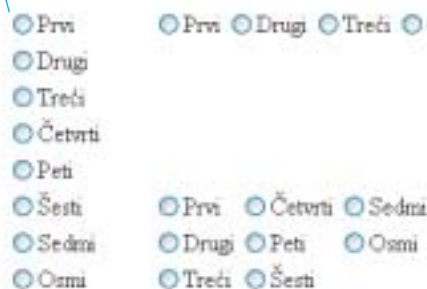 Prvi
Drugi
Treći
Četvrti
Peti
Šesti
Sedmi
Osmi
Prvi Drugi Treći
Prvi Četvrti Sedmi
Drugi Peti Osmi
Treći Šesti